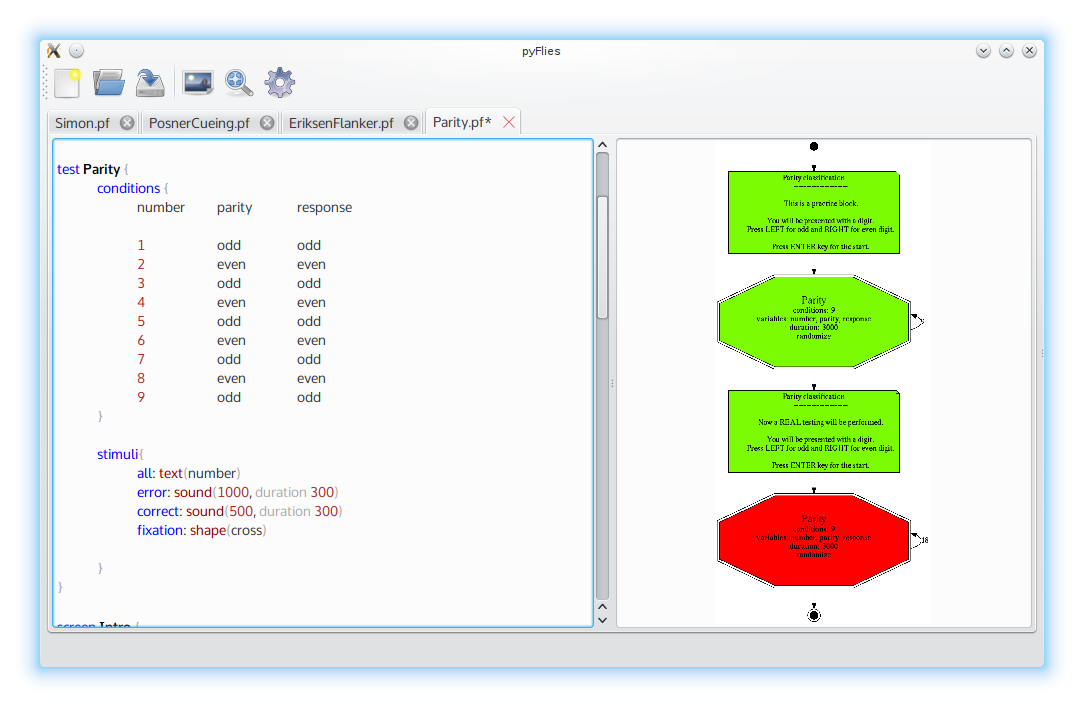 pyFlies
Simon.pf PosnerCueing.pf EriksenFlanker.pf Parity.pf*
test Parity {
conditions {
number parity response
1 odd odd
2 even even
3 odd odd
4 even even
5 odd odd
6 even even
7 odd odd
8 even even
9 odd odd
}
stimuli{
all: text(number)
error: sound(1000, duration 300)
correct: sound(500, duration 300)
fixation: shape(cross)
}
}
screen Intro {
Parity classification
---------------------
This is a practice block.
You will be presented with a digit.
Press LEFT for odd and RIGHT for even digit.
Press ENTER key for the start.
Parity
conditions: 9
variables: number, parity, response
duration: 3000
randomize
Parity classification
---------------------
Now a REAL testing will be performed.
You will be presented with a digit.
Press LEFT for odd and RIGHT for even digit.
Press ENTER key for the start.
Parity
conditions: 9
variables: number, parity, response
duration: 3000
randomize
18